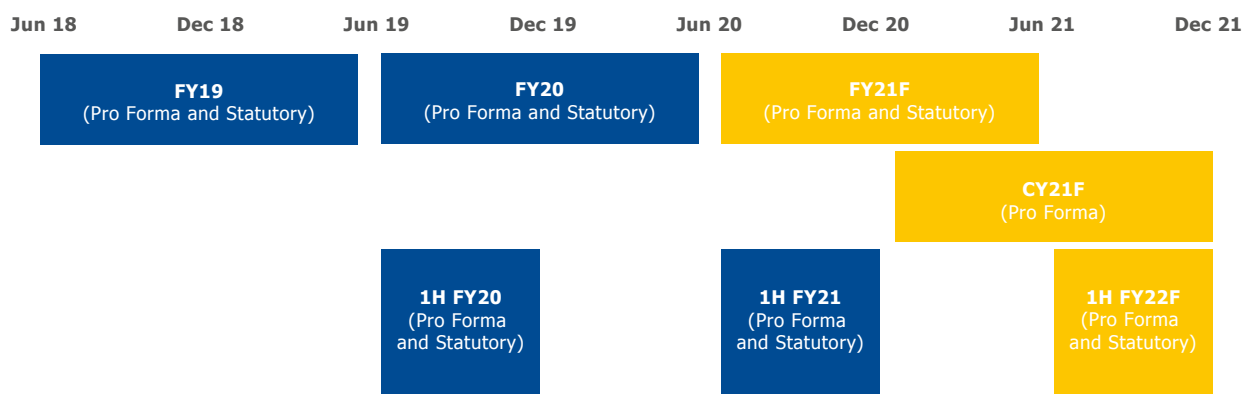 Jun 18 Dec 18 Jun 19 Dec 19 Jun 20 Dec 20 Jun 21 Dec 21
FY19
(Pro Forma and Statutory)
FY20
(Pro Forma and Statutory)
FY21F
(Pro Forma and Statutory)
CY21F
(Pro Forma)
1H FY20
(Pro Forma
and Statutory)
1H FY21
(Pro Forma
and Statutory)
1H FY22F
(Pro Forma
and Statutory)